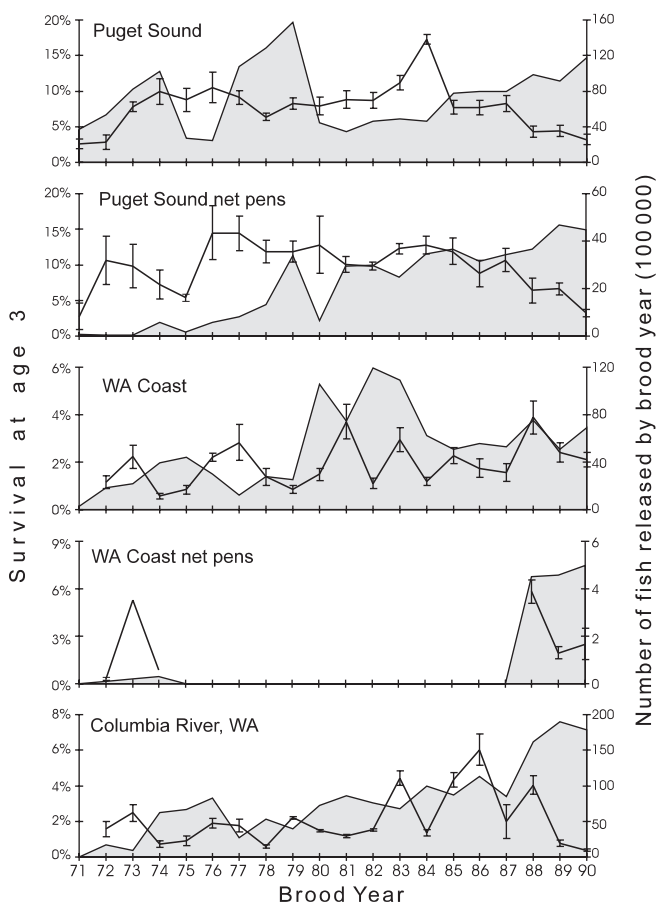 20% Puget Sound 160
15% 120
10% 80
5% 40
0% 0
20% Puget Sound net pens 60
15% 40
10%
5% 20
0% 0
6% WA Coast 120
4% 80
2% 40
0% 0
9% WA Coast net pens 6
6% 4
3% 2
0% 0
8% Columbia River, WA 200
6% 150
4% 100
2% 50
0% 0
71 72 73 74 75 76 77 78 79 80 81 82 83 84 85 86 87 88 89 90
Brood Year
Survival at age 3
Number of fish released by brood year (100 000)